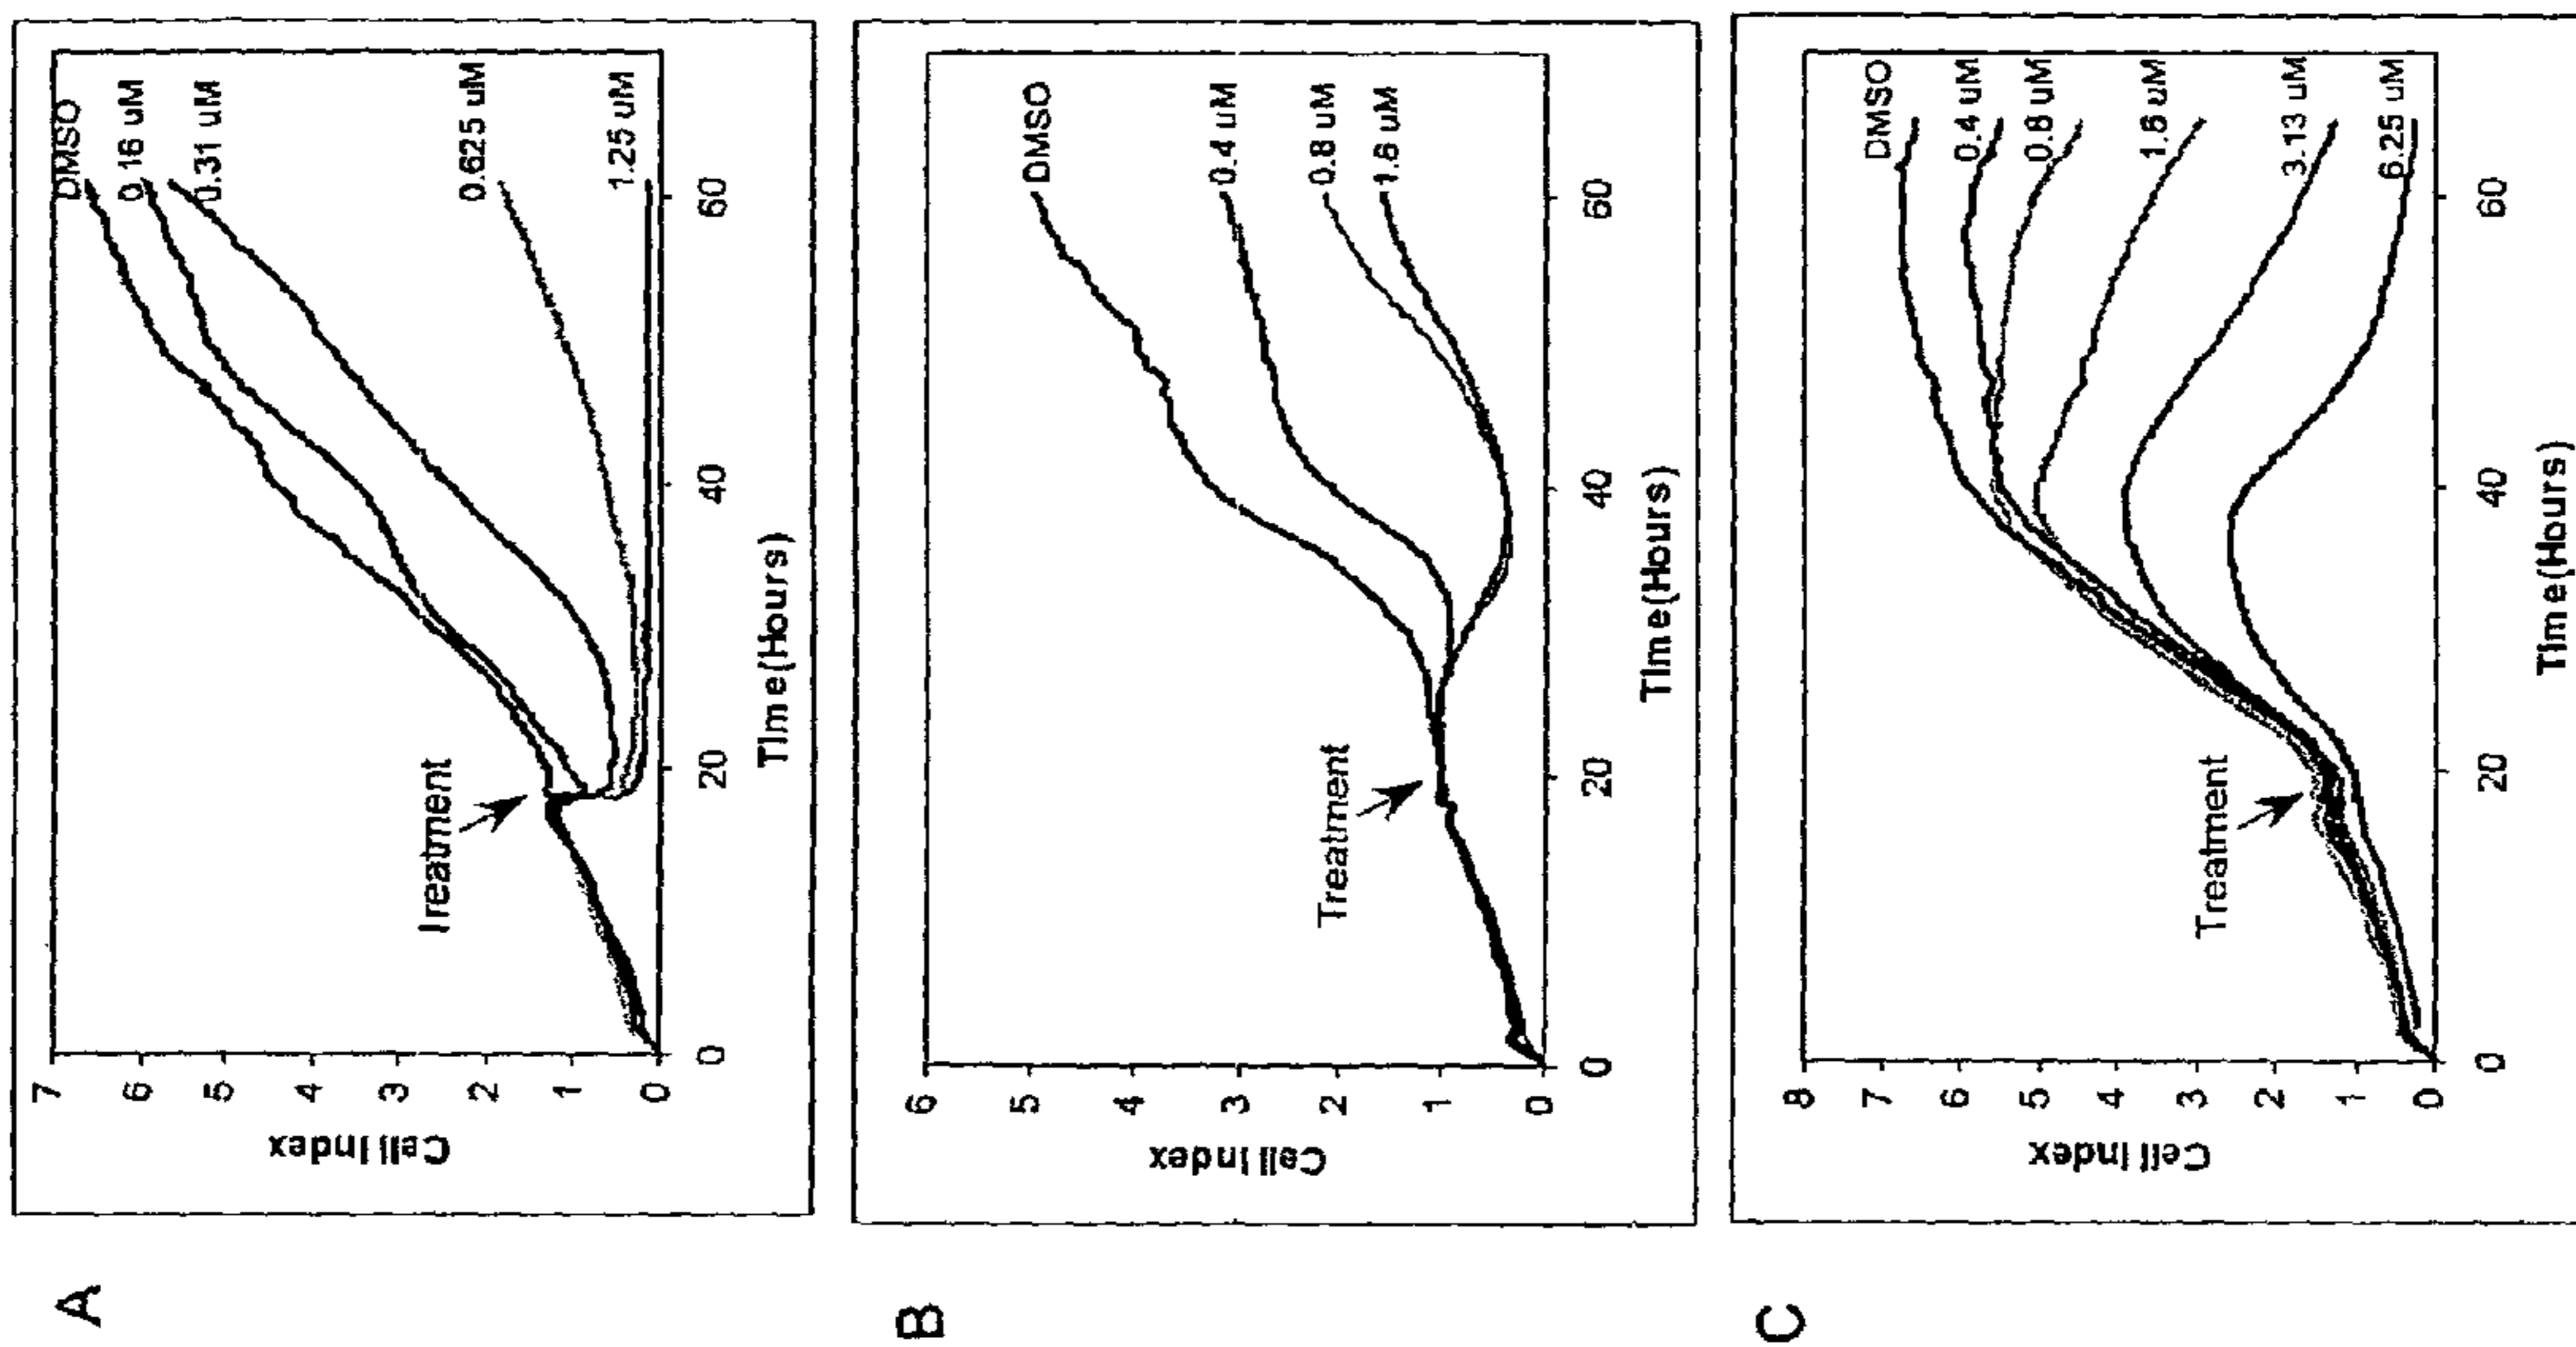 A
Cell Index
7
6
5
4
3
2
1
0
0
20
40
60
Time(Hours)
Treatment
DMSO
0.16 uM
0.31 uM
0.625 uM
1.25 uM
B
Cell Index
6
5
4
3
2
1
0
0
20
40
60
Time(Hours)
Treatment
DMSO
0.4 uM
0.8 uM
1.6 uM
C
Cell Index
8
7
6
5
4
3
2
1
0
0
20
40
60
Time(Hours)
Treatment
DMSO
0.4 uM
0.8 uM
1.6 uM
3.13 uM
6.25 uM